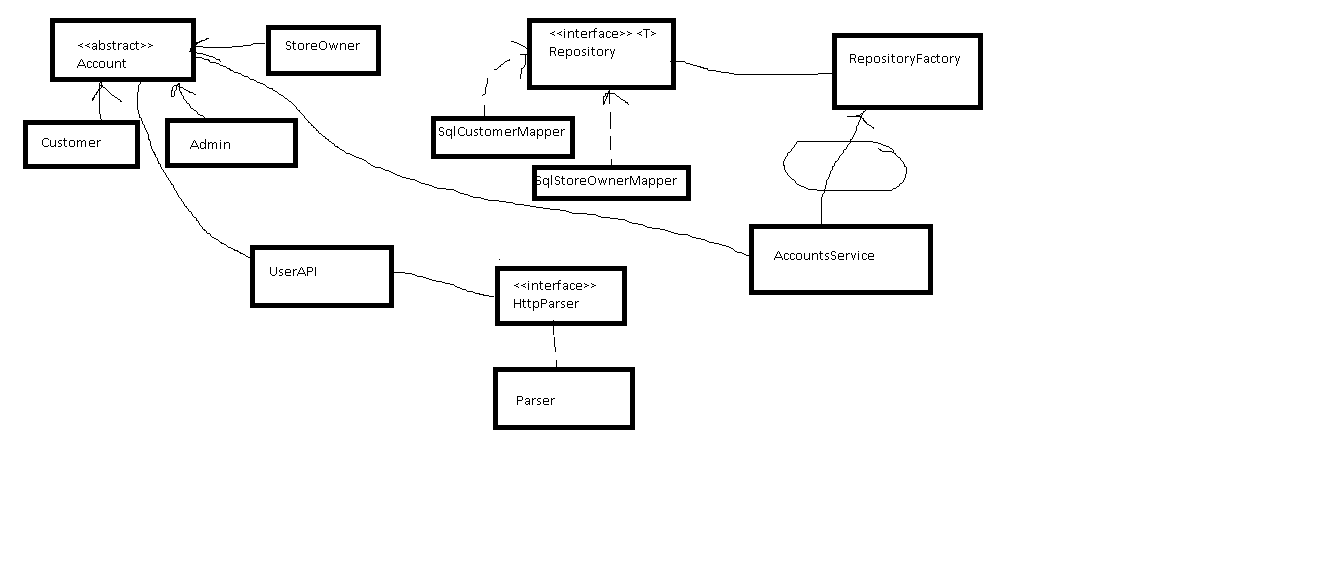 <<abstract>>
Account
StoreOwner
<<interface>> <T>
Repository
RepositoryFactory
Customer
Admin
SqlCustomerMapper
SqlStoreOwnerMapper
AccountsService
UserAPI
<<interface>>
HttpParser
Parser